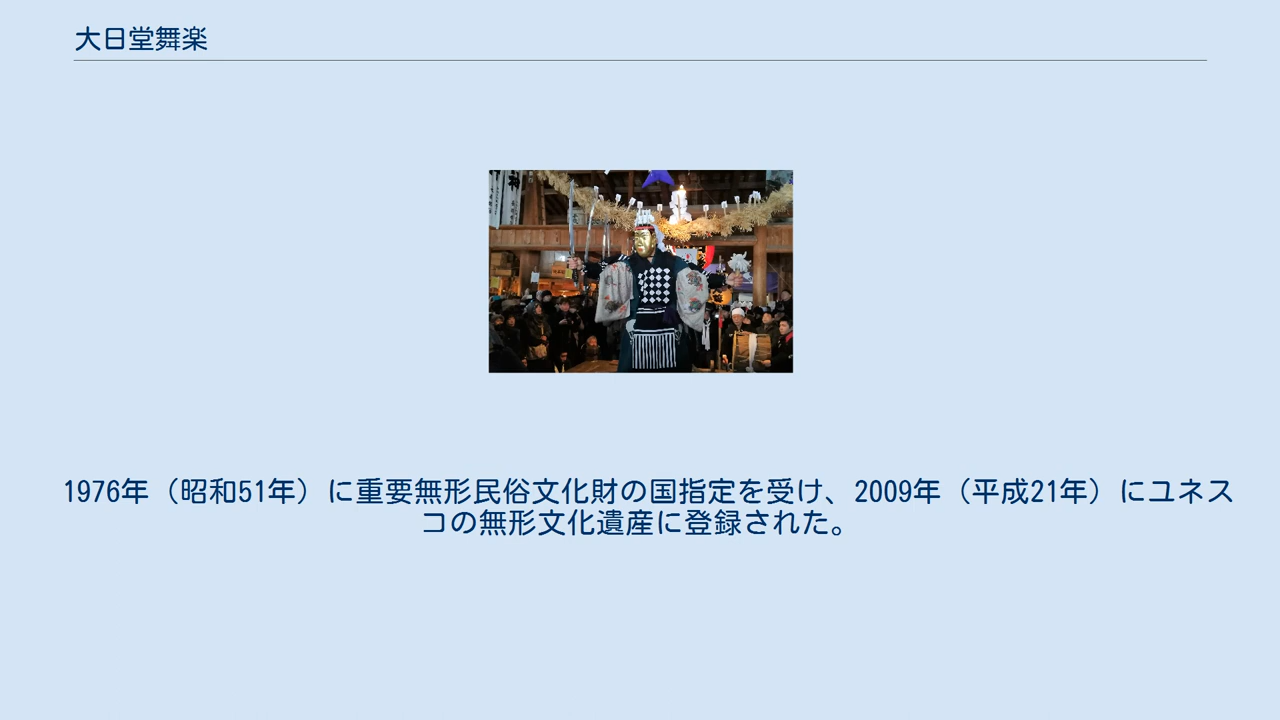 大日堂舞楽
1976年（昭和51年）に重要無形民俗文化財の国指定を受け、2009年（平成21年）にユネス
コの無形文化遺産に登録された。